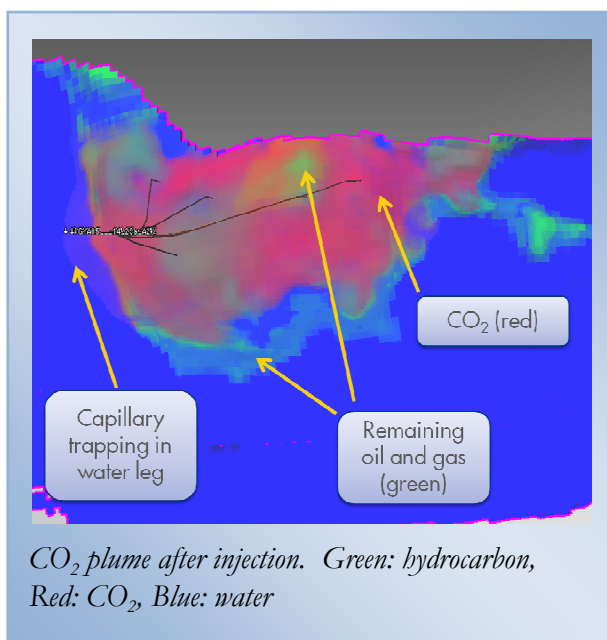 CO₂ (red)
Capillary
trapping in
water leg
Remaining
oil and gas
(green)
CO₂ plume after injection. Green: hydrocarbon,
Red: CO₂, Blue: water